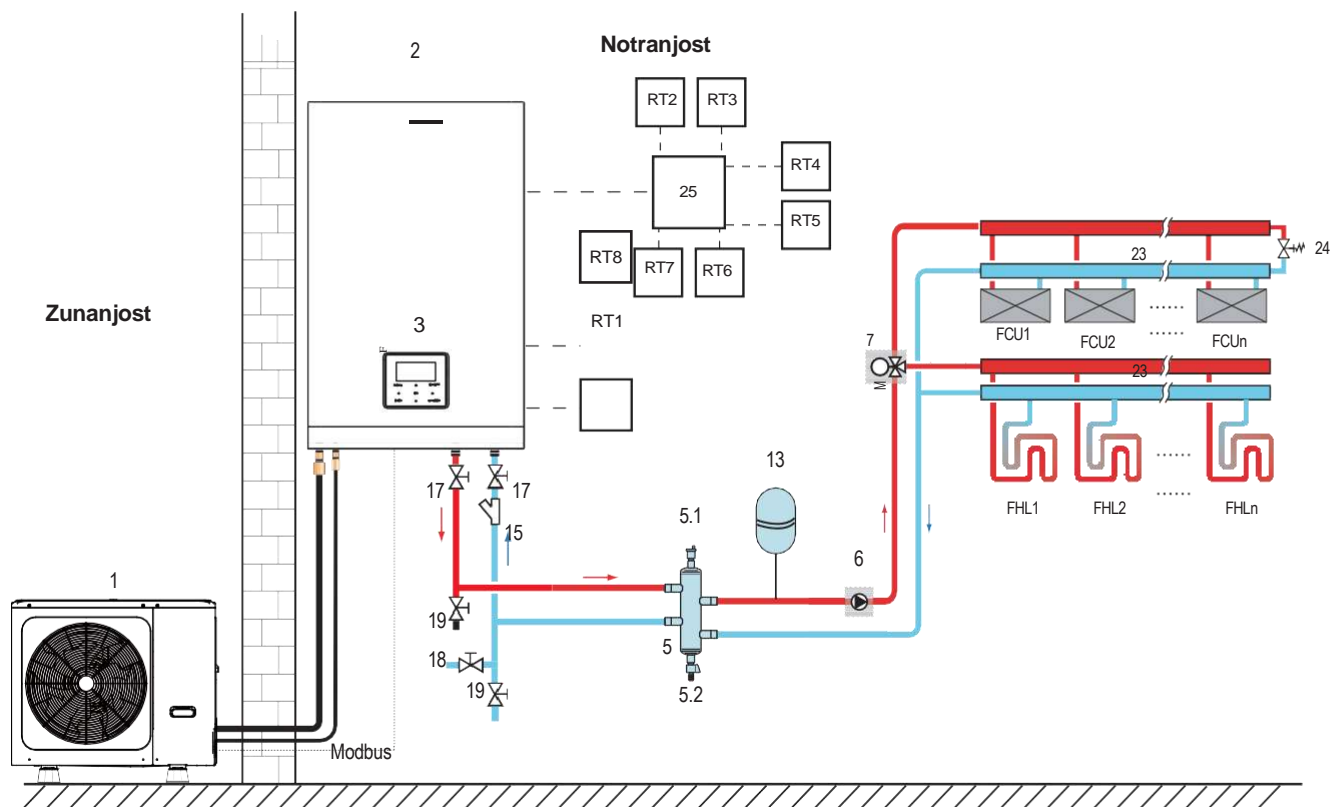 Notranjost
2
RT2
RT3
RT4
25
RT5
RT8
RT7
RT6
23
24
Zunanjost
RT1
3
FCU1
FCU2
......
......
FCUn
7
M
23
17
17
13
15
5.1
FHL1
FHL2
......
......
FHLn
6
1
19
5
18
19
5.2
Modbus